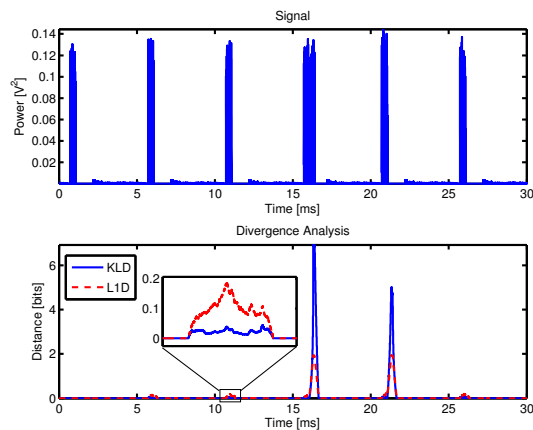 Signal
Power [V²]
0.14
0.12
0.1
0.08
0.06
0.04
0.02
0 5 10 15 20 25 30
Time [ms]
Divergence Analysis
Distance [bits]
6
4
2
0
KLD
L1D
0.2
0.1
0
0 5 10 15 20 25 30
Time [ms]